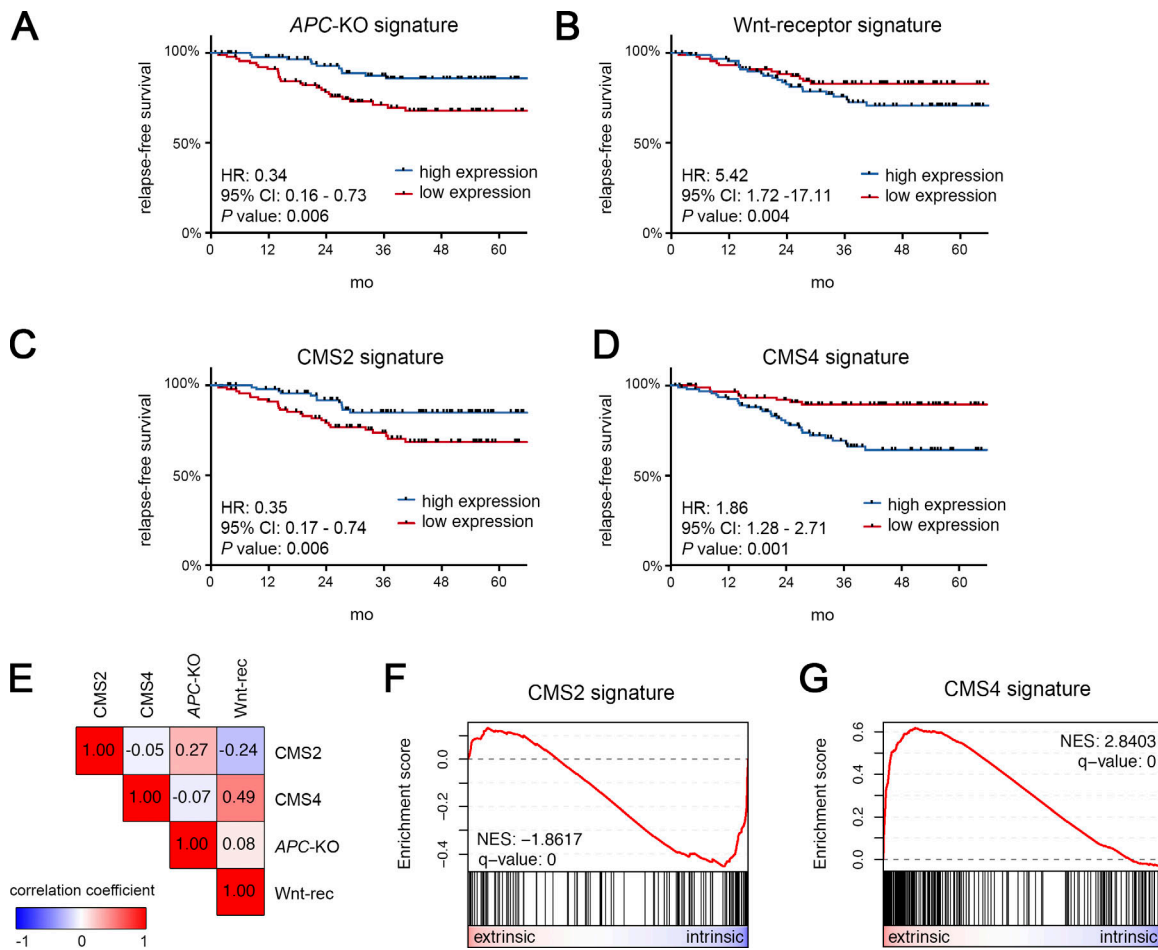 A
APC-KO signature
relapse-free survival
100%
50%
0%
HR: 0.34
95% CI: 0.16 - 0.73
P value: 0.006
high expression
low expression
0 12 24 36 48 60
mo
B
Wnt-receptor signature
relapse-free survival
100%
50%
0%
HR: 5.42
95% CI: 1.72 -17.11
P value: 0.004
high expression
low expression
0 12 24 36 48 60
mo
C
CMS2 signature
relapse-free survival
100%
50%
0%
HR: 0.35
95% CI: 0.17 - 0.74
P value: 0.006
high expression
low expression
0 12 24 36 48 60
mo
D
CMS4 signature
relapse-free survival
100%
50%
0%
HR: 1.86
95% CI: 1.28 - 2.71
P value: 0.001
high expression
low expression
0 12 24 36 48 60
mo
E
CMS2 CMS4 APC-KO Wnt-rec
1.00 -0.05 0.27 -0.24 CMS2
1.00 -0.07 0.49 CMS4
1.00 0.08 APC-KO
1.00 Wnt-rec
correlation coefficient
-1 0 1
F
CMS2 signature
Enrichment score
0.0
-0.2
-0.4
NES: −1.8617
q−value: 0
extrinsic intrinsic
G
CMS4 signature
Enrichment score
0.6
0.4
0.2
0.0
NES: 2.8403
q−value: 0
extrinsic intrinsic